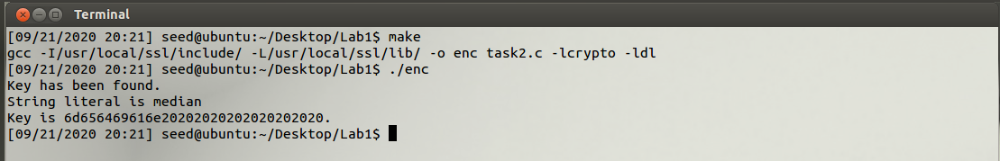 Terminal
[09/21/2020 20:21] seed@ubuntu:~/Desktop/Lab1$ make
gcc -I/usr/local/ssl/include/ -L/usr/local/ssl/lib/ -o enc task2.c -lcrypto -ldl
[09/21/2020 20:21] seed@ubuntu:~/Desktop/Lab1$ ./enc
Key has been found.
String literal is median
Key is 6d656469616e20202020202020202020.
[09/21/2020 20:21] seed@ubuntu:~/Desktop/Lab1$